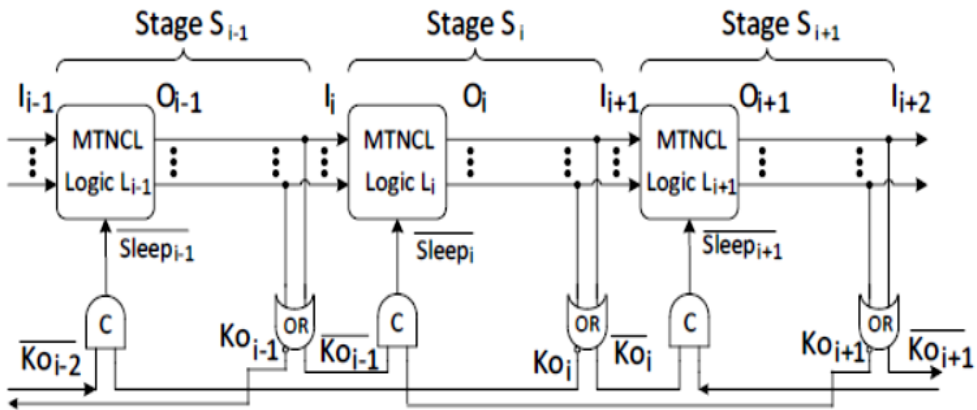 Stage S i-1 Stage S i Stage S i+1
I i-1 O i-1 I i O i I i+1 O i+1 I i+2
MTNCL MTNCL MTNCL
Logic L i-1 Logic L i Logic L i+1
Sleep i-1 Sleep i Sleep i+1
C OR C OR C OR
Ko i-2 Ko i-1 Ko i-1 Ko i Ko i Ko i+1 Ko i+1